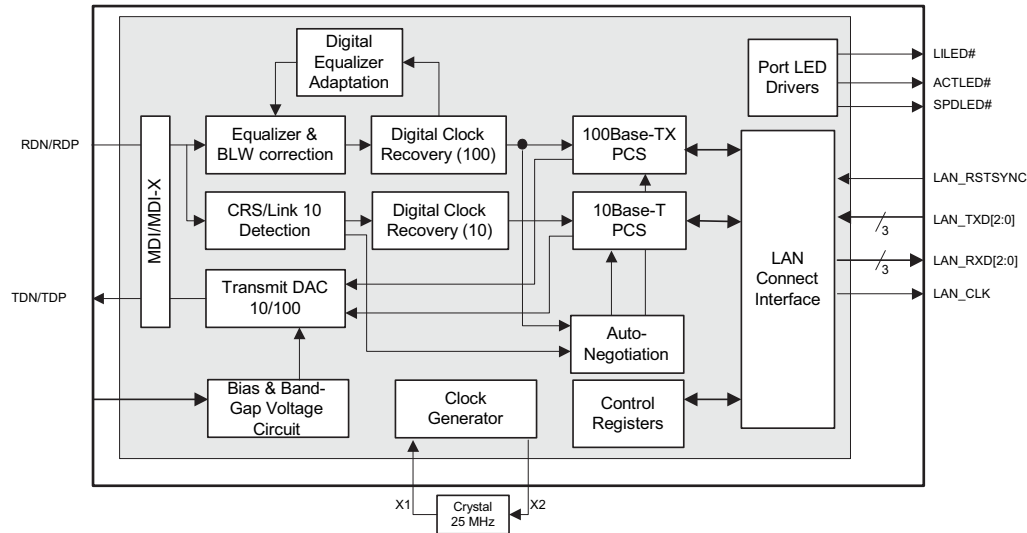 Digital
Equalizer
Adaptation
Port LED
Drivers
LILED#
ACTLED#
SPDLED#
RDN/RDP
MDI/MDI-X
Equalizer &
BLW correction
Digital Clock
Recovery (100)
100Base-TX
PCS
LAN_RSTSYNC
CRS/Link 10
Detection
Digital Clock
Recovery (10)
10Base-T
PCS
LAN_TXD[2:0]
3
LAN
Connect
Interface
LAN_RXD[2:0]
3
TDN/TDP
Transmit DAC
10/100
LAN_CLK
Auto-
Negotiation
Bias & Band-
Gap Voltage
Circuit
Clock
Generator
Control
Registers
X1
Crystal
25 MHz
X2